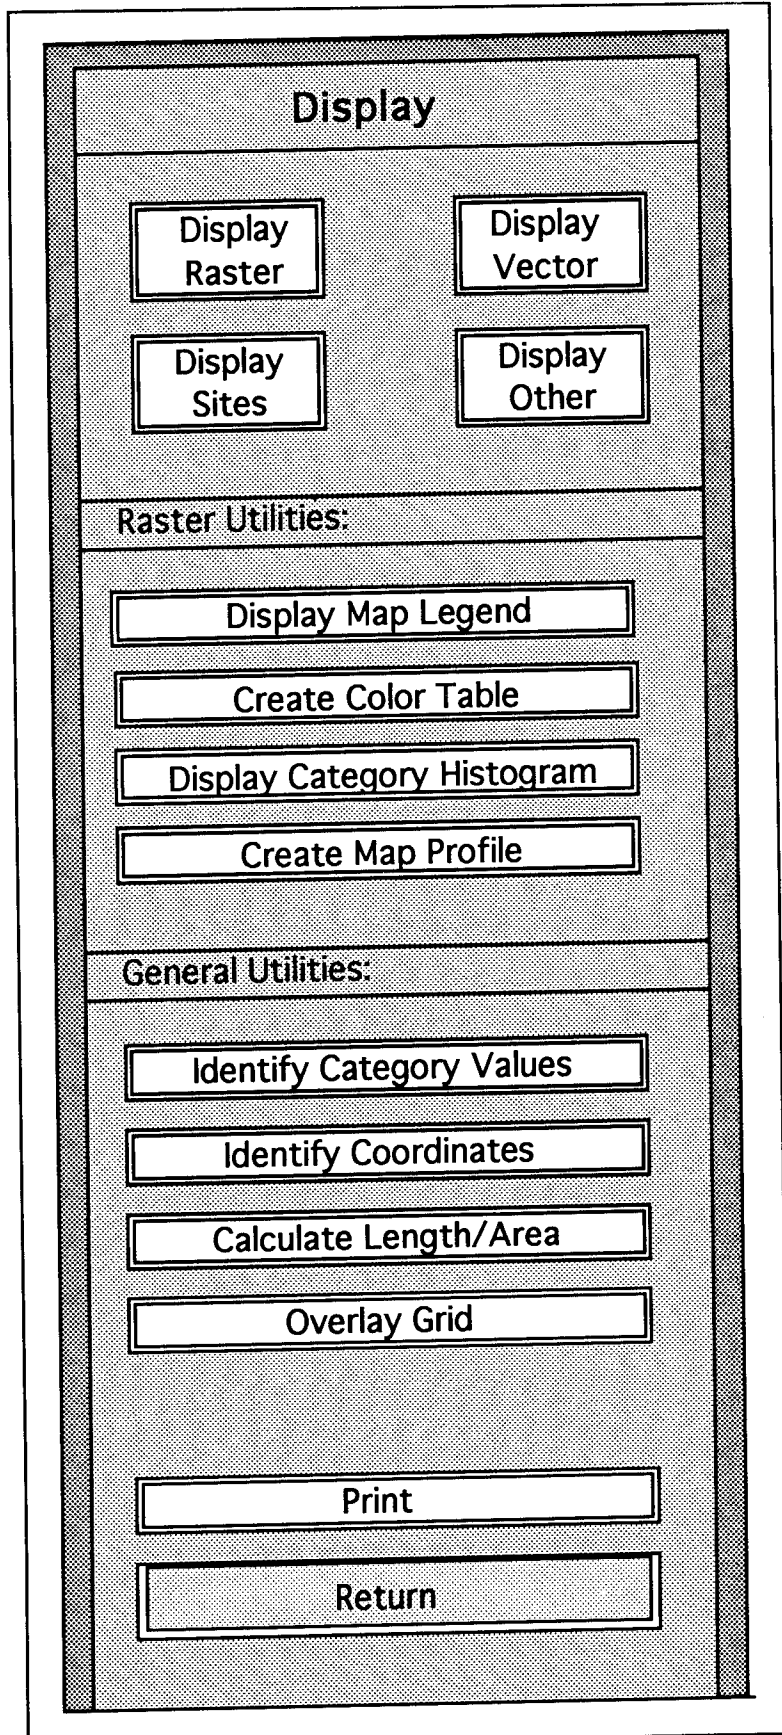 Display
Display
Raster
Display
Vector
Display
Sites
Display
Other
Raster Utilities:
Display Map Legend
Create Color Table
Display Category Histogram
Create Map Profile
General Utilities:
Identify Category Values
Identify Coordinates
Calculate Length/Area
Overlay Grid
Print
Return